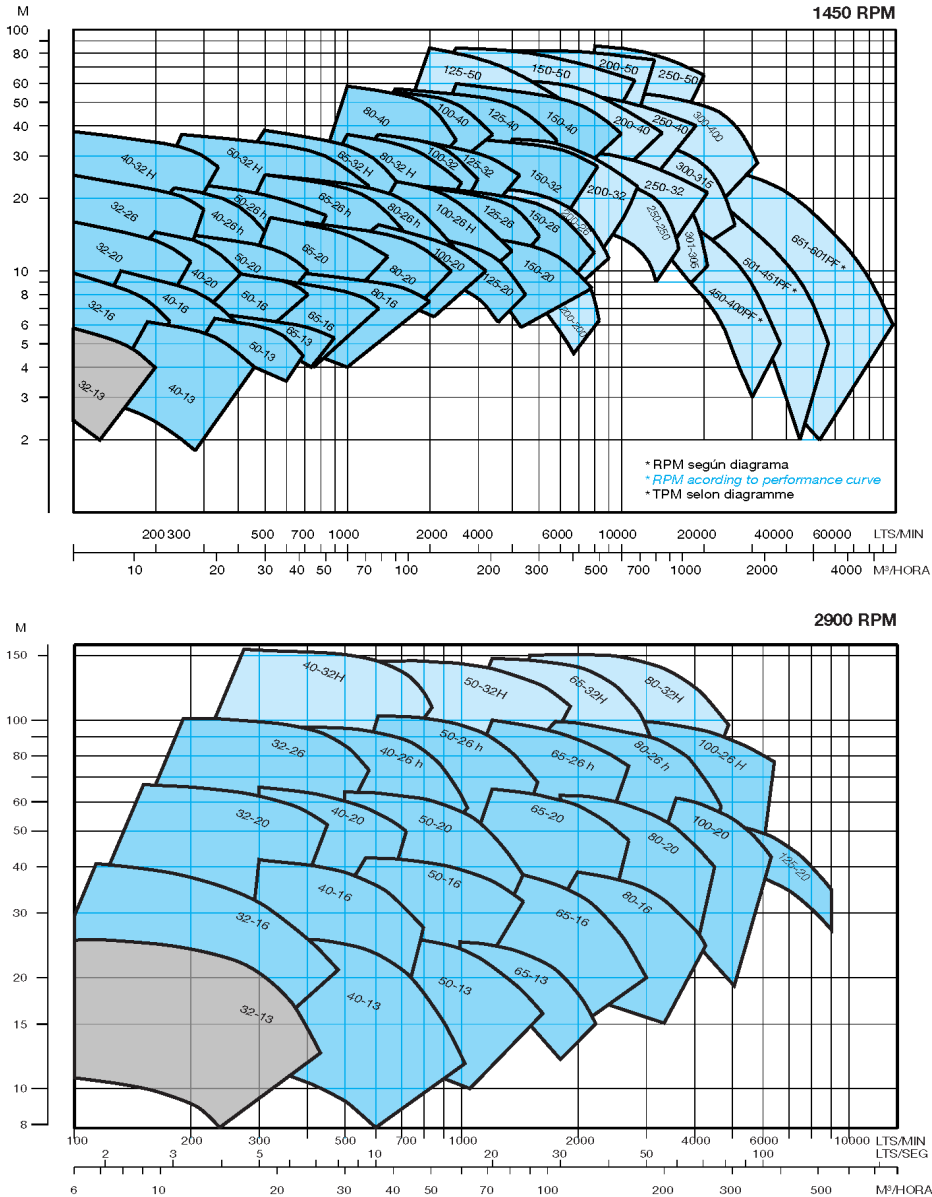 M
1450 RPM
100
80
60
50
40
30
20
10
8
6
5
4
3
2
125-50
150-50
200-50
250-50
80-40
100-40
125-40
150-40
200-40
250-40
300-400
40-32H
50-32H
65-32H
80-32H
100-32
125-32
150-32
200-32
250-32
300-315
32-26
40-26h
50-26h
65-26h
80-26h
100-26 H
125-26
150-26
250-250
301-305
32-20
40-20
50-20
65-20
80-20
100-20
125-20
150-20
200-200
450-400PF *
501-451PF *
651-601PF *
32-16
40-16
50-16
65-16
80-16
32-13
40-13
50-13
65-13
* RPM según diagrama
* RPM acording to performance curve
* TPM selon diagramme
200 300 500 700 1000 2000 4000 6000 10000 20000 30000 60000 LTS/MIN
10 20 30 40 50 70 100 200 300 500 700 1000 2000 4000 M³/HORA
2900 RPM
M
150
100
80
60
50
40
30
20
15
10
8
40-32H
50-32H
65-32H
80-32H
32-26
40-26 h
50-26 h
65-26 h
80-26 h
100-26 H
32-20
40-20
50-20
65-20
80-20
100-20
125-20
32-16
40-16
50-16
65-16
80-16
32-13
40-13
50-13
65-13
100 200 300 500 700 1000 2000 4000 6000 10000 LTS/MIN
2 3 5 10 20 30 50 100 LTS/SEG
6 10 20 30 40 50 70 100 200 300 500 M³/HORA